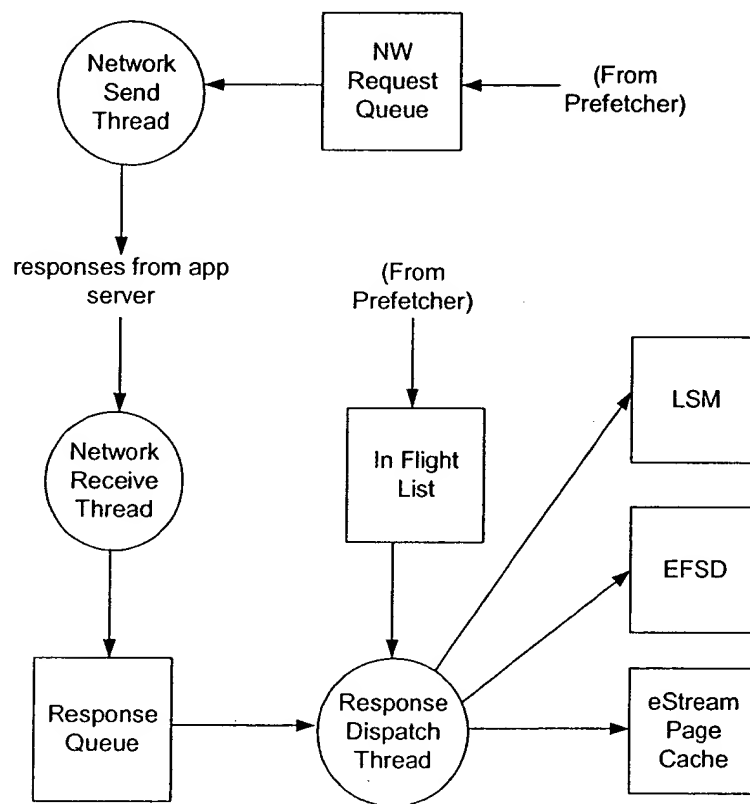 Network
Send
Thread
NW
Request
Queue
(From
Prefetcher)
responses from app
server
(From
Prefetcher)
LSM
Network
Receive
Thread
In Flight
List
EFSD
Response
Queue
Response
Dispatch
Thread
eStream
Page
Cache